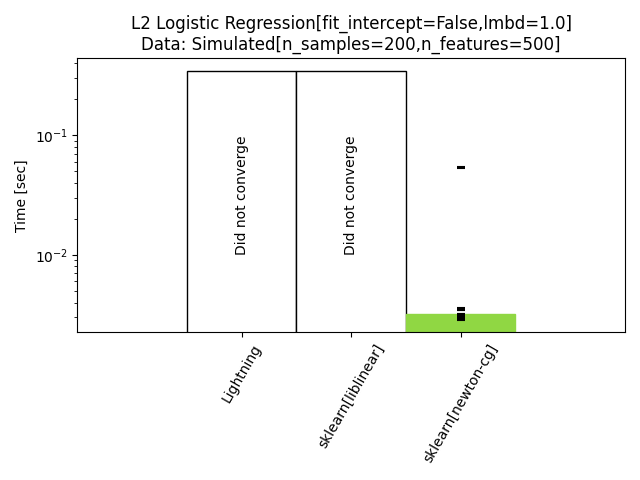 L2 Logistic Regression[fit_intercept=False,lmbd=1.0]
Data: Simulated[n_samples=200,n_features=500]
Time [sec]
10⁻¹
10⁻²
Did not converge
Did not converge
Lightning
sklearn[liblinear]
sklearn[newton-cg]